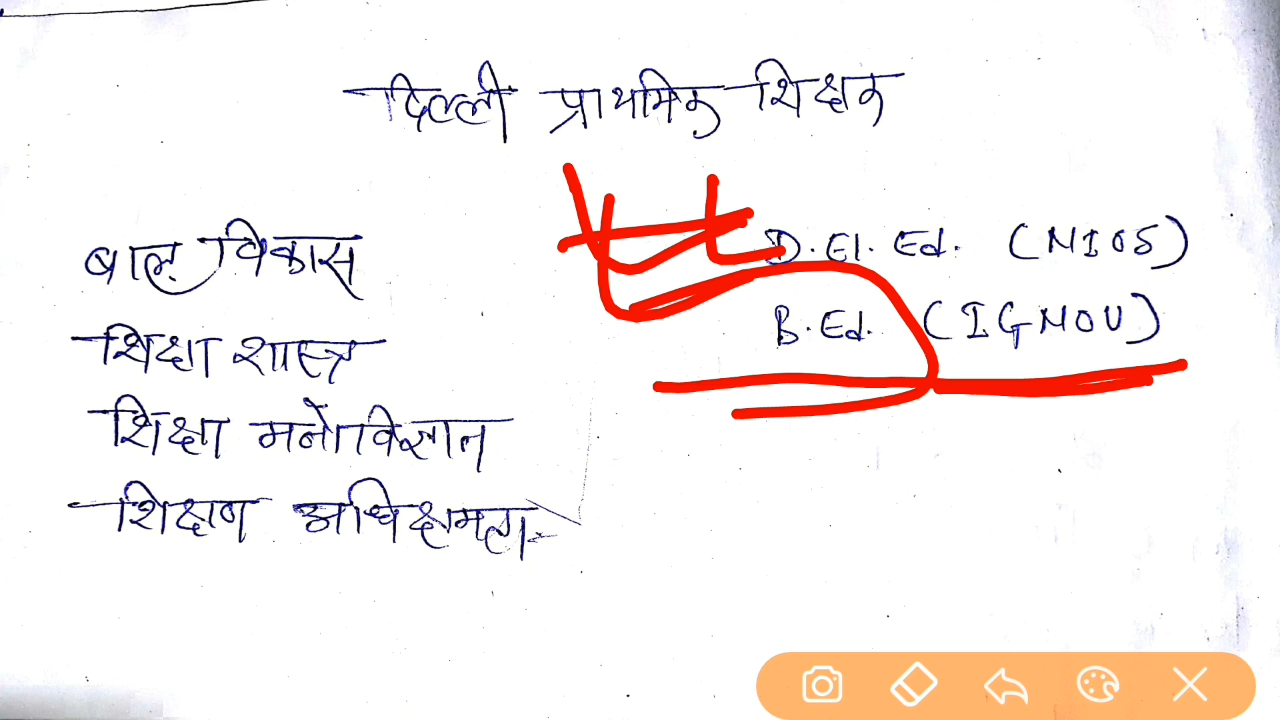 दिल्ली प्राथमिक शिक्षक
बाल विकास
शिक्षा शास्त्र
शिक्षा मनोविज्ञान
शिक्षण अधिक्षमता
D.El.Ed. (NIOS)
B.Ed. (IGNOU)